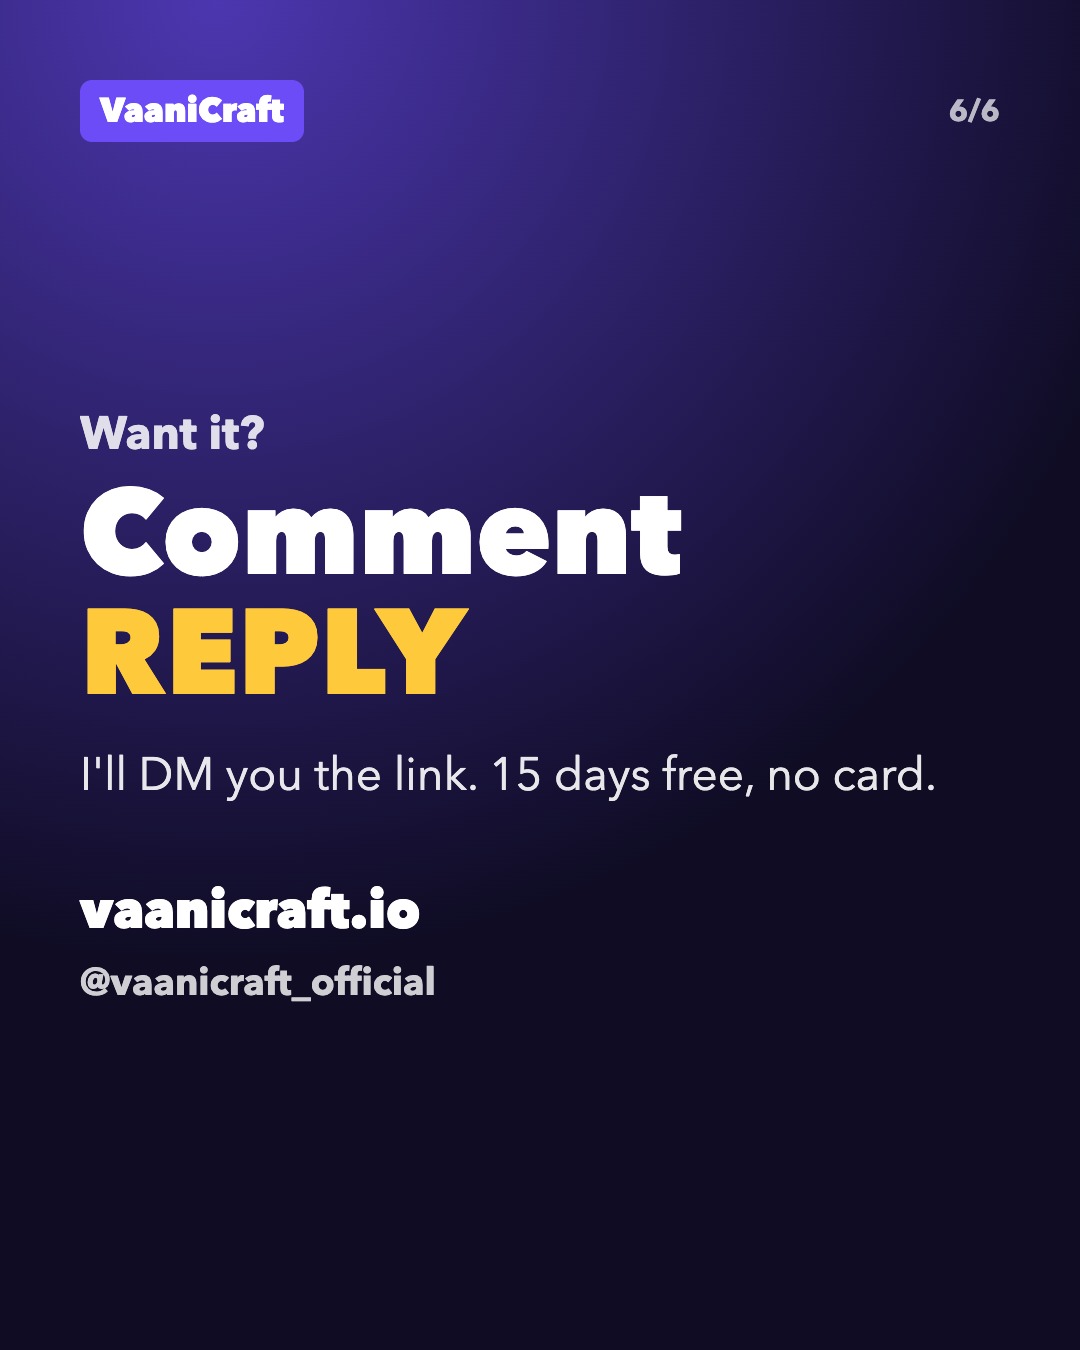 VaaniCraft
6/6
Want it?
Comment
REPLY
I'll DM you the link. 15 days free, no card.
vaanicraft.io
@vaanicraft_official